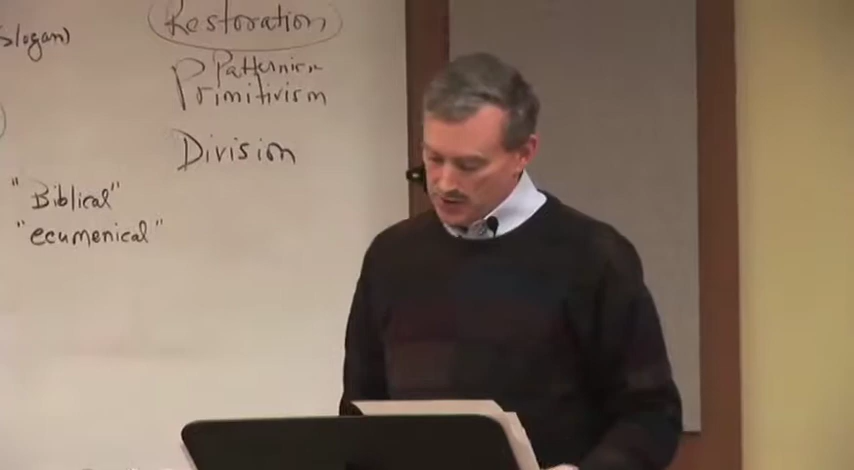 slogan)
Restoration
Patternism
Primitivism
Division
"Biblical"
"ecumenical"